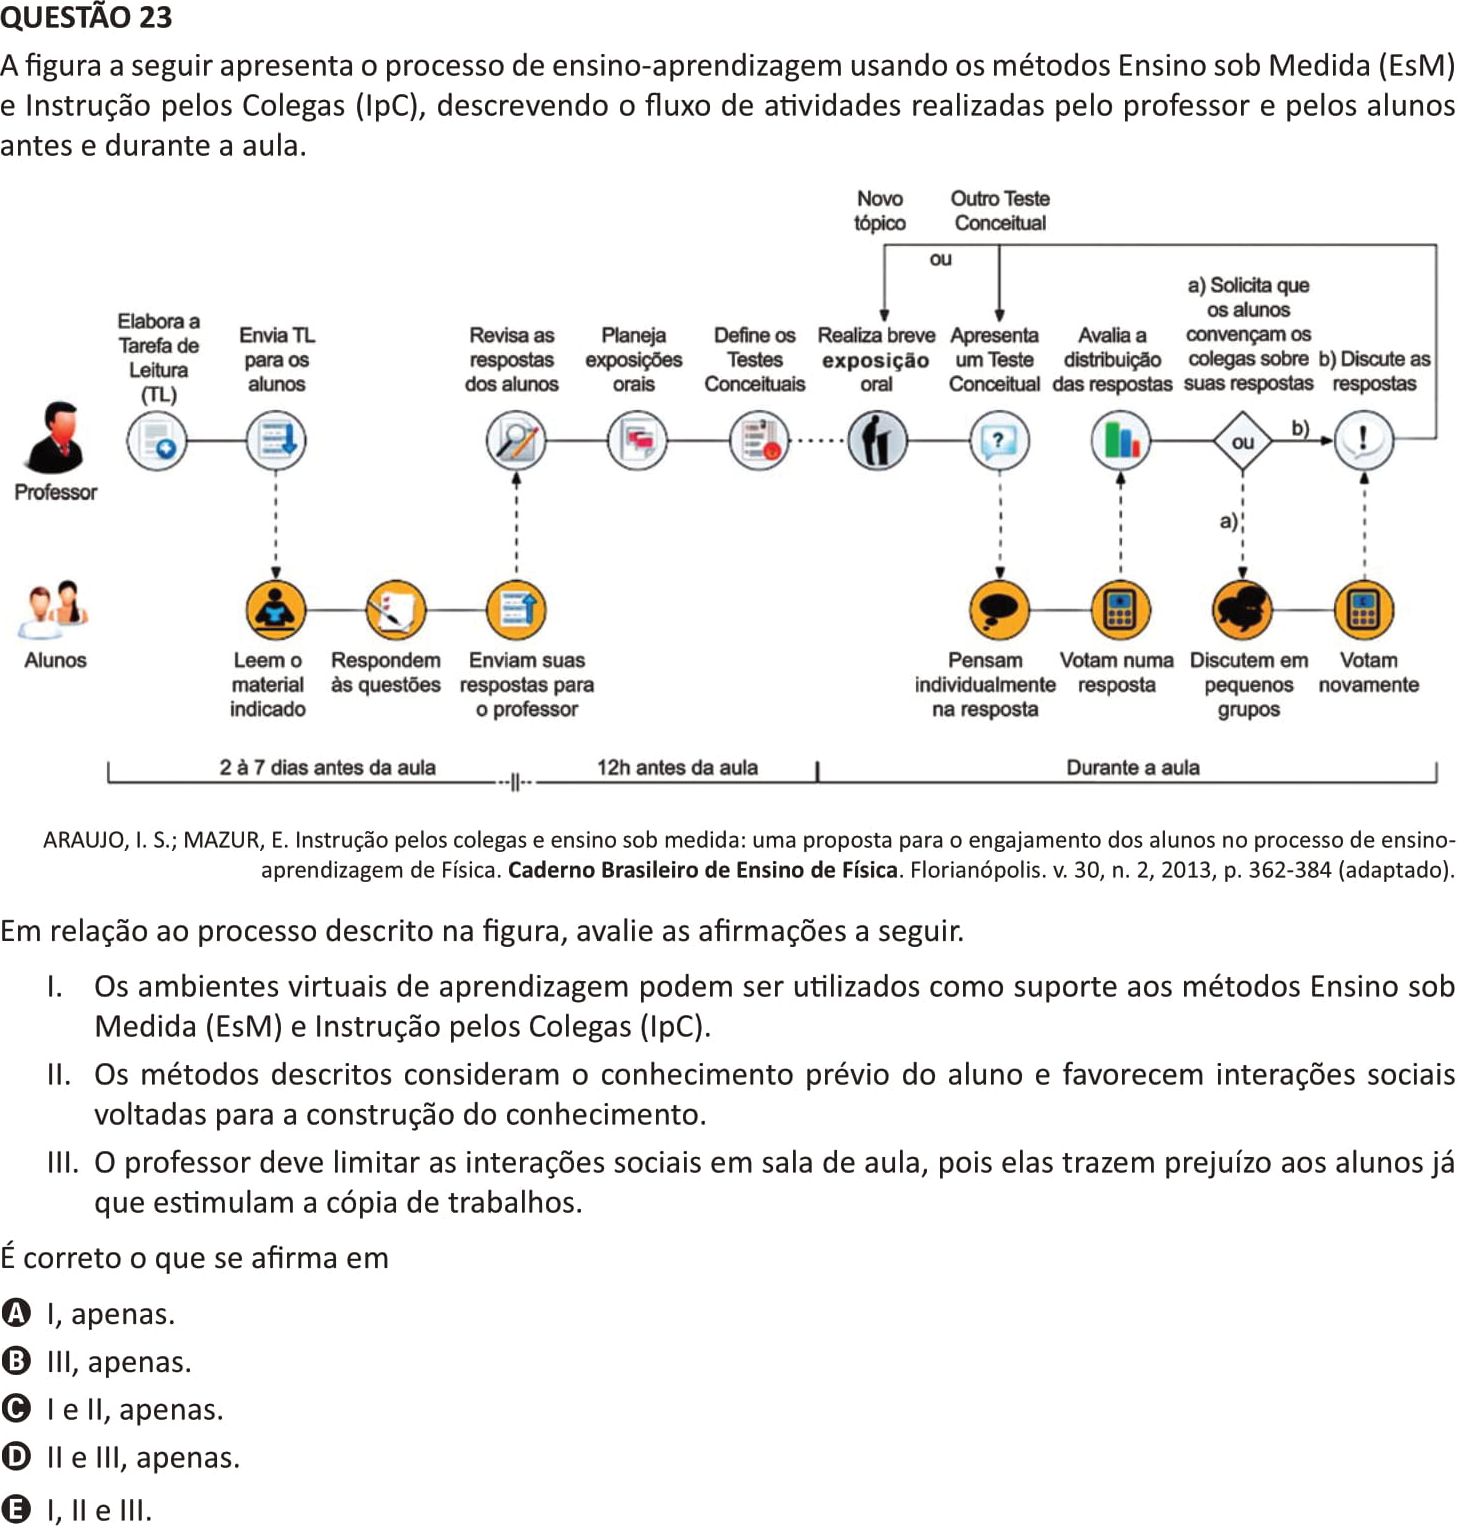 QUESTÃO 23
A figura a seguir apresenta o processo de ensino-aprendizagem usando os métodos Ensino sob Medida (EsM)
e Instrução pelos Colegas (IpC), descrevendo o fluxo de atividades realizadas pelo professor e pelos alunos
antes e durante a aula.
Novo
tópico
Outro Teste
Conceitual
ou
Elabora a
Tarefa de
Leitura
(TL)
Envia TL
para os
alunos
Revisa as
respostas
dos alunos
Planeja
exposições
orais
Define os
Testes
Conceituais
Realiza breve
exposição
oral
Apresenta
um Teste
Conceitual
Avalia a
distribuição
das respostas
a) Solicita que
os alunos
convençam os
colegas sobre
suas respostas
b) Discute as
respostas
Professor
?
ou
b)
!
a)
Alunos
Leem o
material
indicado
Respondem
às questões
Enviam suas
respostas para
o professor
Pensam
individualmente
na resposta
Votam numa
resposta
Discutem em
pequenos
grupos
Votam
novamente
2 à 7 dias antes da aula
12h antes da aula
Durante a aula
ARAUJO, I. S.; MAZUR, E. Instrução pelos colegas e ensino sob medida: uma proposta para o engajamento dos alunos no processo de ensino-
aprendizagem de Física. Caderno Brasileiro de Ensino de Física. Florianópolis. v. 30, n. 2, 2013, p. 362-384 (adaptado).
Em relação ao processo descrito na figura, avalie as afirmações a seguir.
I. Os ambientes virtuais de aprendizagem podem ser utilizados como suporte aos métodos Ensino sob
Medida (EsM) e Instrução pelos Colegas (IpC).
II. Os métodos descritos consideram o conhecimento prévio do aluno e favorecem interações sociais
voltadas para a construção do conhecimento.
III. O professor deve limitar as interações sociais em sala de aula, pois elas trazem prejuízo aos alunos já
que estimulam a cópia de trabalhos.
É correto o que se afirma em
A I, apenas.
B III, apenas.
C I e II, apenas.
D II e III, apenas.
E I, II e III.